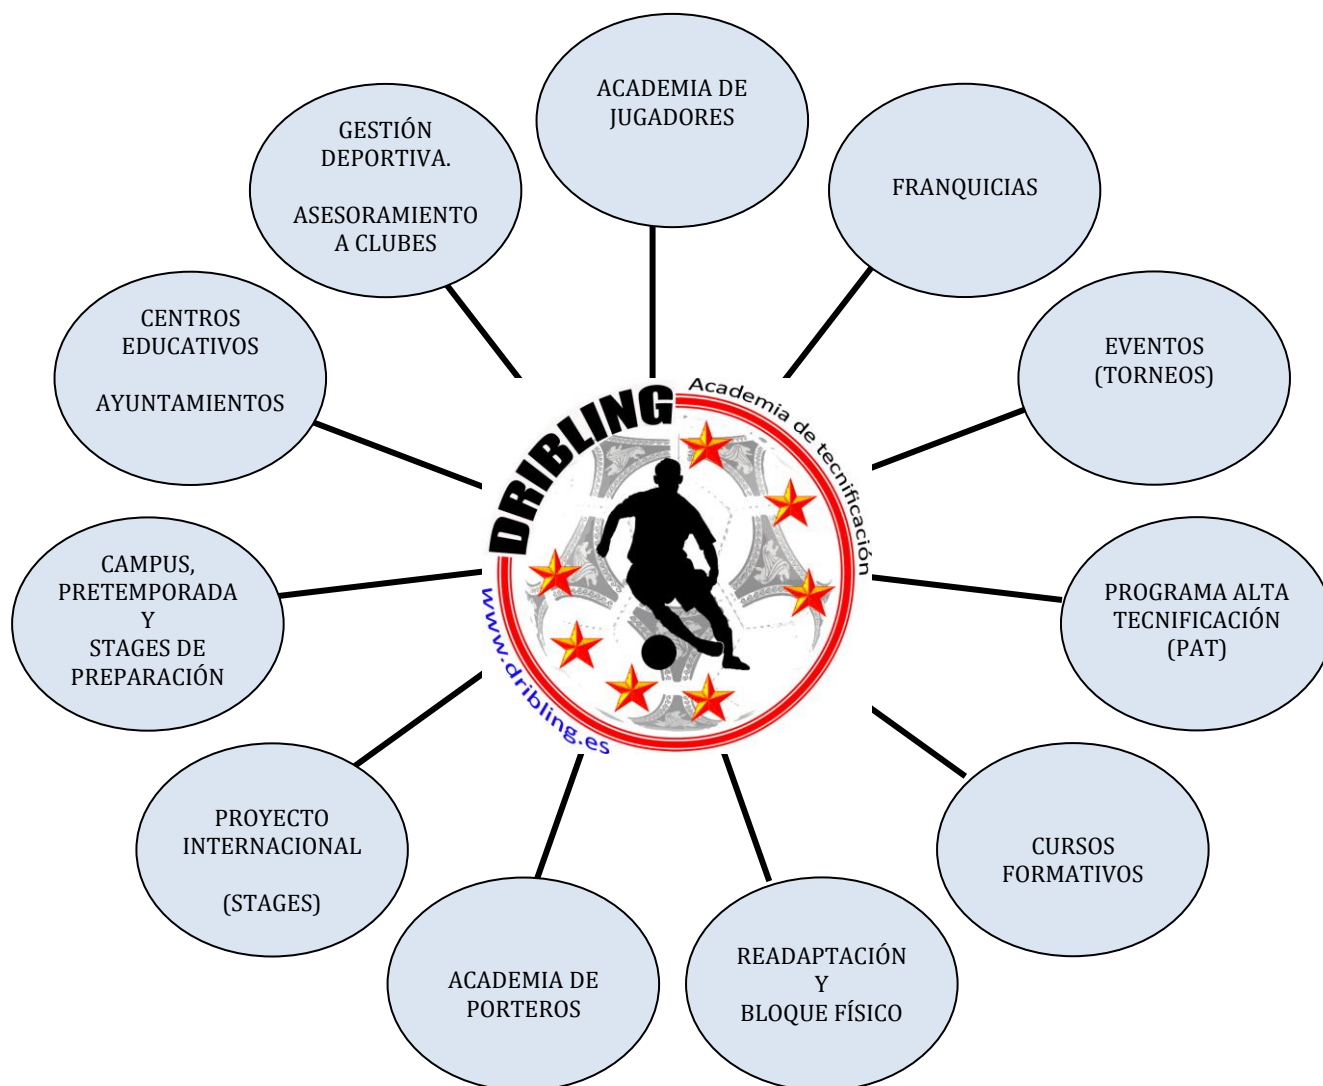 ACADEMIA DE
JUGADORES
GESTIÓN
DEPORTIVA.
ASESORAMIENTO
A CLUBES
FRANQUICIAS
CENTROS
EDUCATIVOS
AYUNTAMIENTOS
EVENTOS
(TORNEOS)
DRIBLING
Academia de tecnificación
www.dribling.es
CAMPUS,
PRETEMPORADA
Y
STAGES DE
PREPARACIÓN
PROGRAMA ALTA
TECNIFICACIÓN
(PAT)
PROYECTO
INTERNACIONAL
(STAGES)
CURSOS
FORMATIVOS
ACADEMIA DE
PORTEROS
READAPTACIÓN
Y
BLOQUE FÍSICO